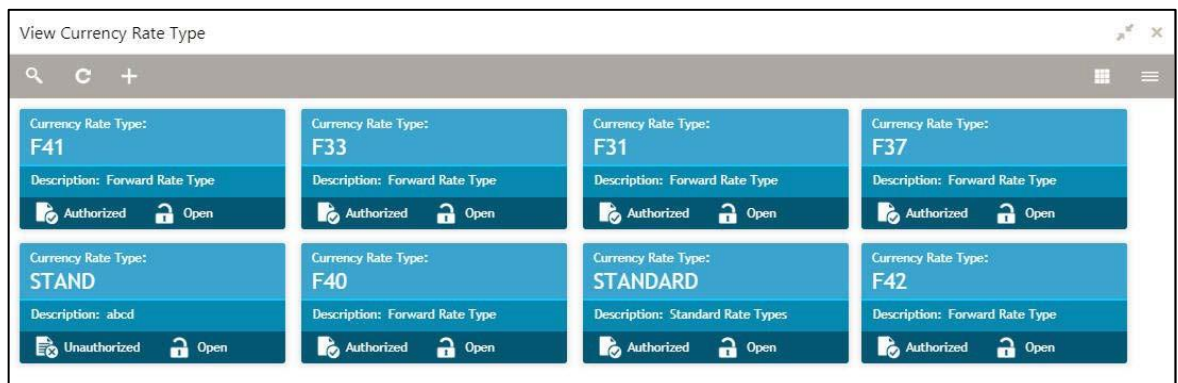 View Currency Rate Type
Currency Rate Type: Currency Rate Type: Currency Rate Type: Currency Rate Type:
F41 F33 F31 F37
Description: Forward Rate Type Description: Forward Rate Type Description: Forward Rate Type Description: Forward Rate Type
Authorized Open Authorized Open Authorized Open Authorized Open
Currency Rate Type: Currency Rate Type: Currency Rate Type: Currency Rate Type:
STAND F40 STANDARD F42
Description: abcd Description: Forward Rate Type Description: Standard Rate Types Description: Forward Rate Type
Unauthorized Open Authorized Open Authorized Open Authorized Open